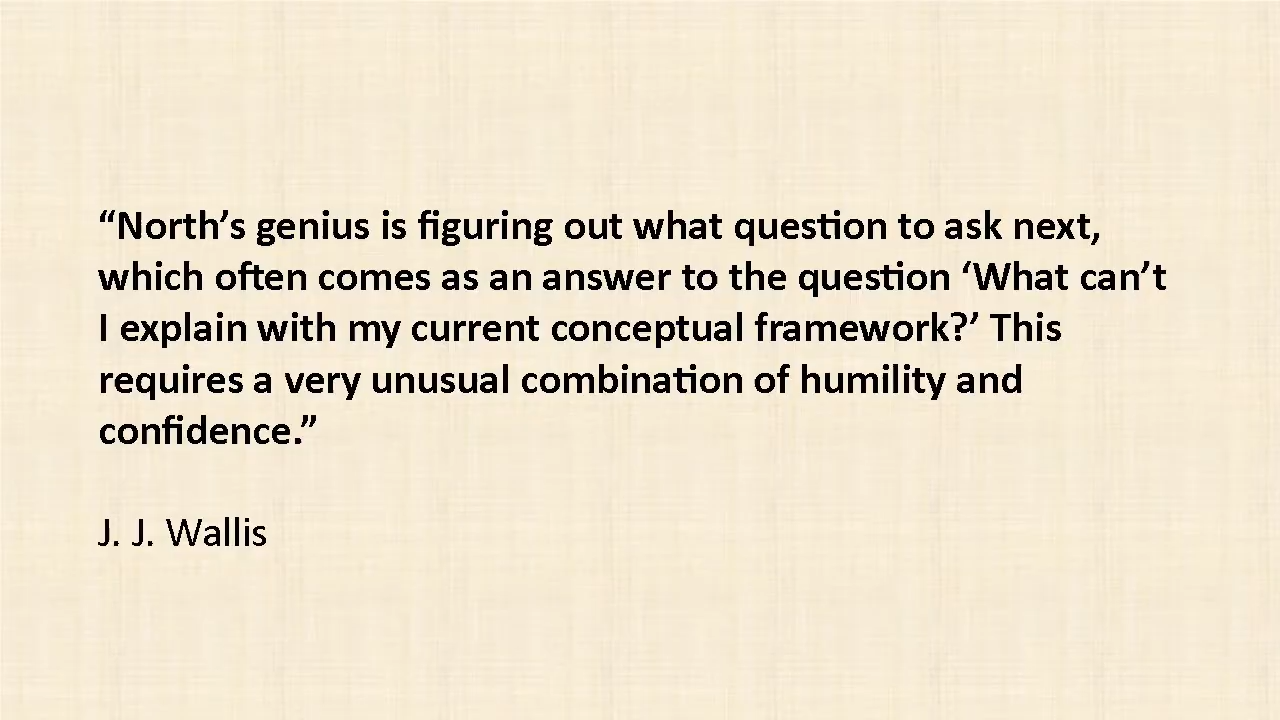 “North’s genius is figuring out what question to ask next,
which often comes as an answer to the question ‘What can’t
I explain with my current conceptual framework?’ This
requires a very unusual combination of humility and
confidence.”
J. J. Wallis